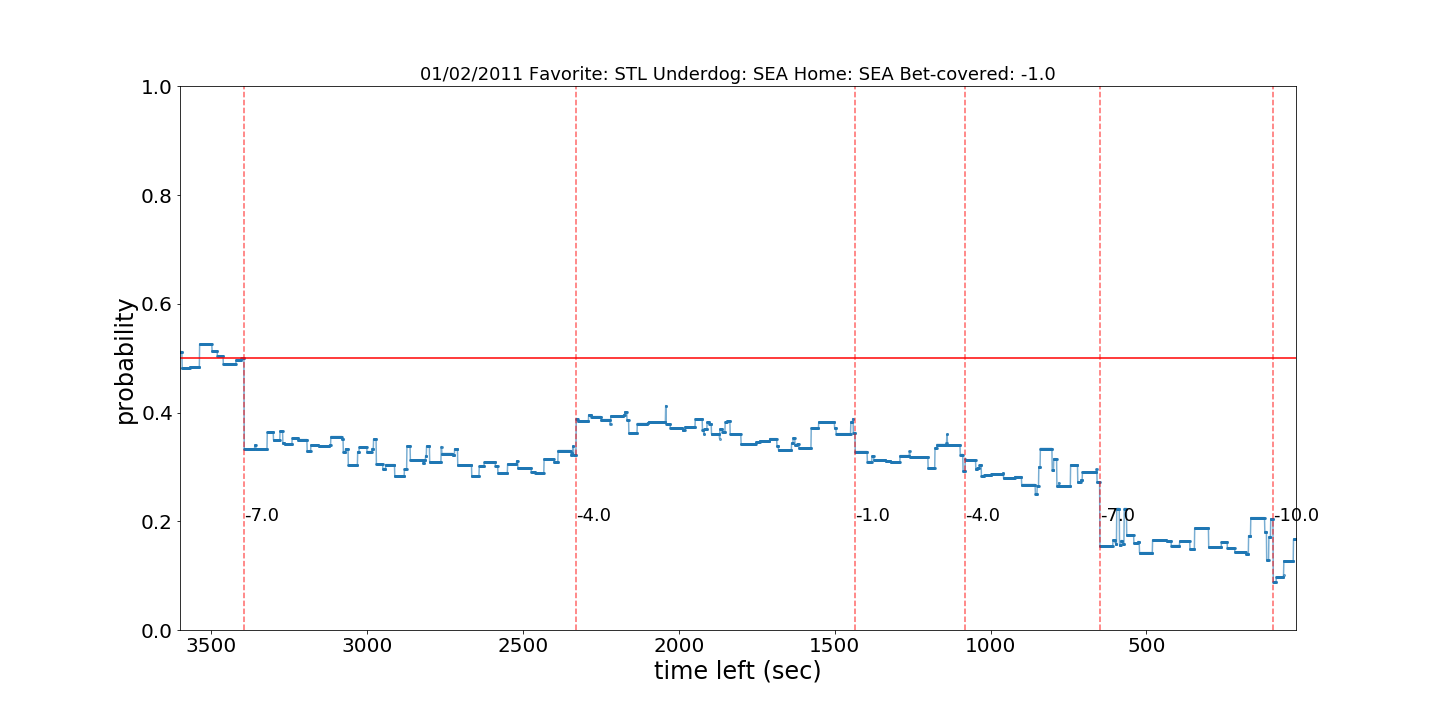 01/02/2011 Favorite: STL Underdog: SEA Home: SEA Bet-covered: -1.0
1.0
0.8
0.6
0.4
0.2
0.0
probability
-7.0 -4.0 -1.0 -4.0 -7.0 -10.0
3500 3000 2500 2000 1500 1000 500
time left (sec)